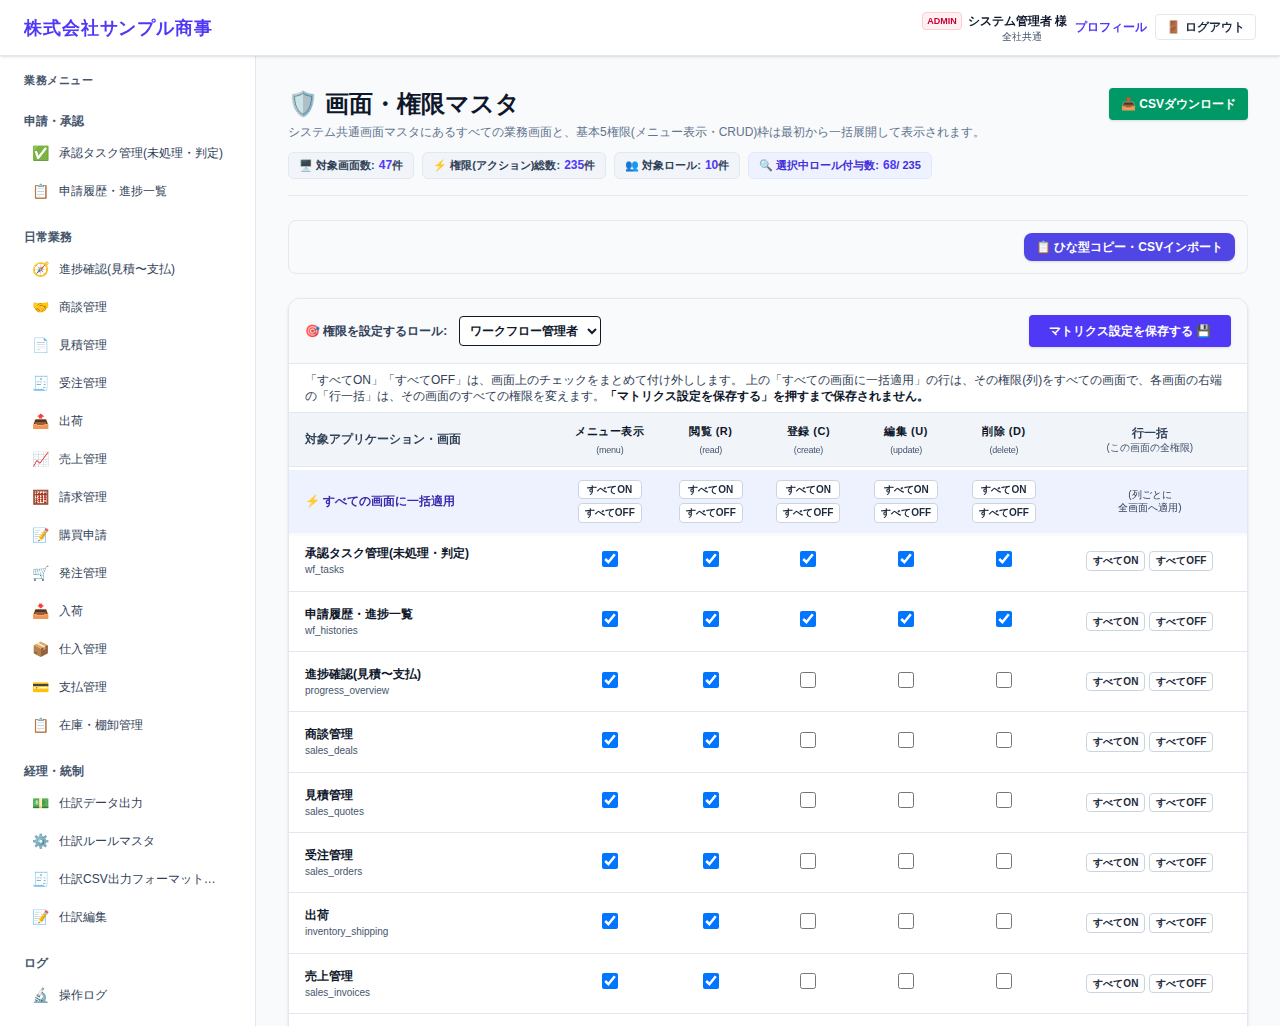 株式会社サンプル商事
ADMIN システム管理者 様
全社共通
プロフィール
🚪 ログアウト
業務メニュー
申請・承認
✅ 承認タスク管理(未処理・判定)
📋 申請履歴・進捗一覧
日常業務
🧭 進捗確認(見積〜支払)
🤝 商談管理
📄 見積管理
🧾 受注管理
📤 出荷
📈 売上管理
🧮 請求管理
📝 購買申請
🛒 発注管理
📥 入荷
📦 仕入管理
💳 支払管理
📋 在庫・棚卸管理
経理・統制
💵 仕訳データ出力
⚙️ 仕訳ルールマスタ
🧾 仕訳CSV出力フォーマット…
📝 仕訳編集
ログ
🔬 操作ログ
🛡️ 画面・権限マスタ
📥 CSVダウンロード
システム共通画面マスタにあるすべての業務画面と、基本5権限(メニュー表示・CRUD)枠は最初から一括展開して表示されます。
🖥️ 対象画面数: 47件
⚡ 権限(アクション)総数: 235件
👥 対象ロール: 10件
🔍 選択中ロール付与数: 68/ 235
📋 ひな型コピー・CSVインポート
🎯 権限を設定するロール: ワークフロー管理者
マトリクス設定を保存する 💾
「すべてON」「すべてOFF」は、画面上のチェックをまとめて付け外しします。 上の「すべての画面に一括適用」の行は、その権限(列)をすべての画面で、各画面の右端
の「行一括」は、その画面のすべての権限を変えます。「マトリクス設定を保存する」を押すまで保存されません。
対象アプリケーション・画面
メニュー表示
(menu)
閲覧 (R)
(read)
登録 (C)
(create)
編集 (U)
(update)
削除 (D)
(delete)
行一括
(この画面の全権限)
⚡ すべての画面に一括適用
すべてON すべてON すべてON すべてON すべてON
すべてOFF すべてOFF すべてOFF すべてOFF すべてOFF
(列ごとに
全画面へ適用)
承認タスク管理(未処理・判定)
wf_tasks
すべてON すべてOFF
申請履歴・進捗一覧
wf_histories
すべてON すべてOFF
進捗確認(見積〜支払)
progress_overview
すべてON すべてOFF
商談管理
sales_deals
すべてON すべてOFF
見積管理
sales_quotes
すべてON すべてOFF
受注管理
sales_orders
すべてON すべてOFF
出荷
inventory_shipping
すべてON すべてOFF
売上管理
sales_invoices
すべてON すべてOFF